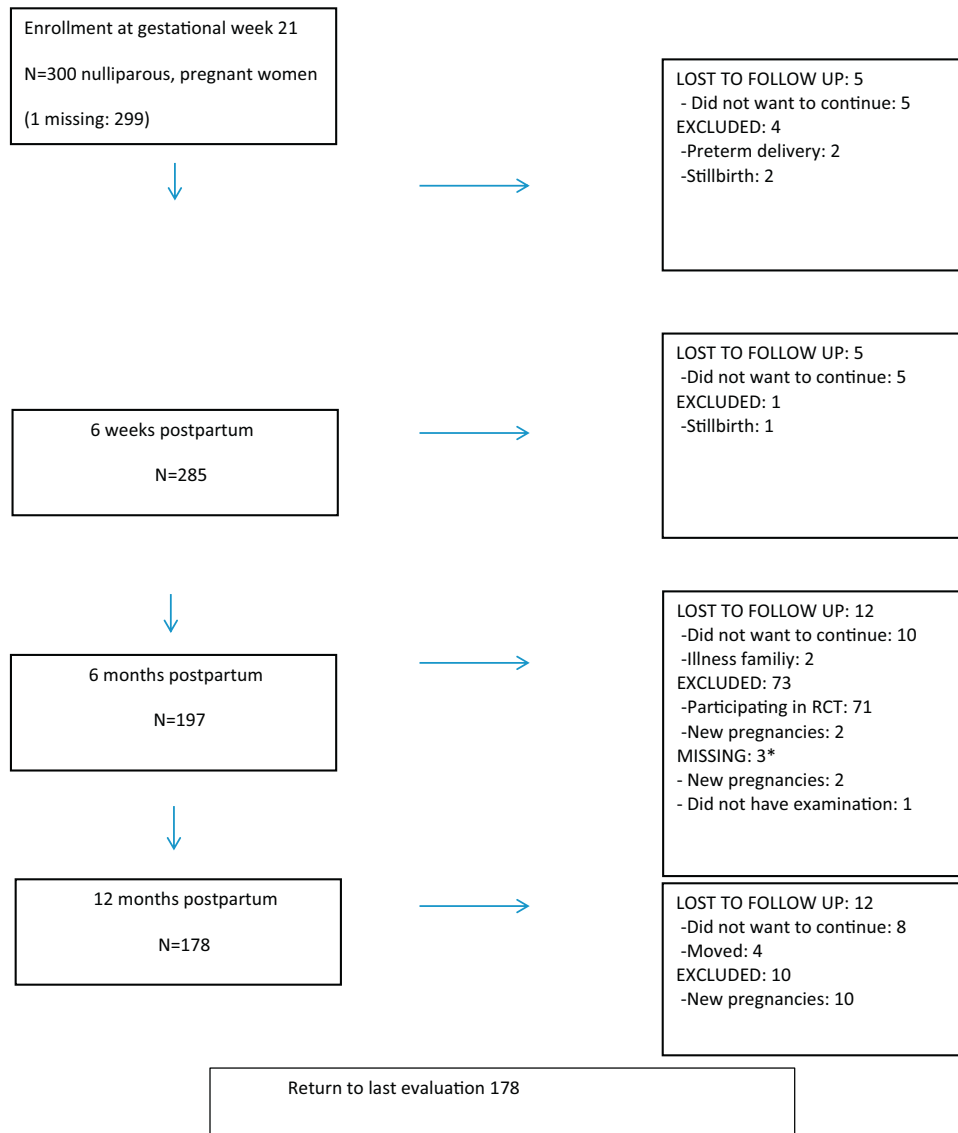 Enrollment at gestational week 21
N=300 nulliparous, pregnant women
(1 missing: 299)
LOST TO FOLLOW UP: 5
- Did not want to continue: 5
EXCLUDED: 4
-Preterm delivery: 2
-Stillbirth: 2
LOST TO FOLLOW UP: 5
-Did not want to continue: 5
EXCLUDED: 1
-Stillbirth: 1
6 weeks postpartum
N=285
LOST TO FOLLOW UP: 12
-Did not want to continue: 10
-Illness familiy: 2
EXCLUDED: 73
-Participating in RCT: 71
-New pregnancies: 2
MISSING: 3*
- New pregnancies: 2
- Did not have examination: 1
6 months postpartum
N=197
12 months postpartum
N=178
LOST TO FOLLOW UP: 12
-Did not want to continue: 8
-Moved: 4
EXCLUDED: 10
-New pregnancies: 10
Return to last evaluation 178